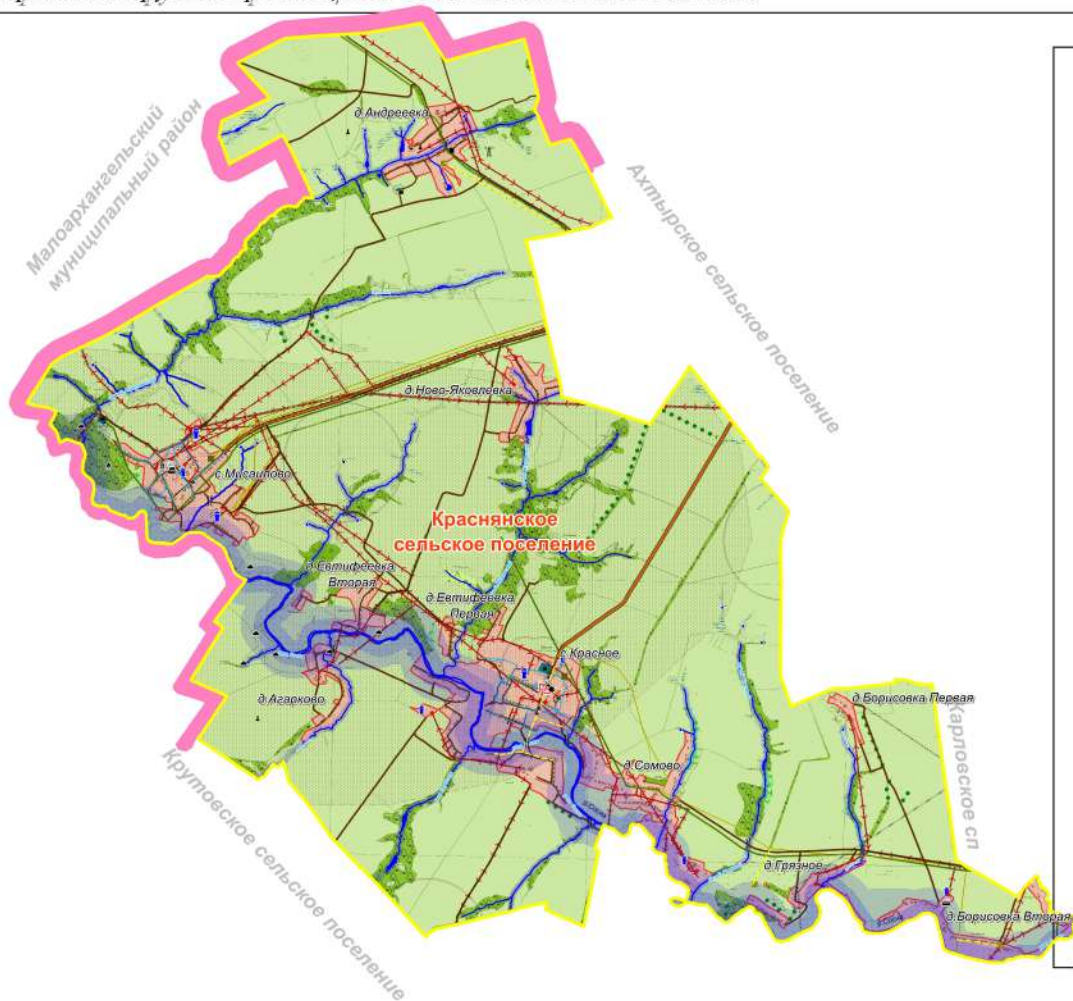 д.Андреевка
Малоархангельский
муниципальный район
Ахтырское сельское поселение
д.Ново-Яковлевка
с.Мисаилово
Краснянское
сельское поселение
д.Евтифеевка
Вторая
д.Евтифеевка
Первая
с.Красное
д.Агарково
д.Борисовка Первая
Карловское сп
д.Сомово
Крутовское сельское поселение
д.Грязное
д.Борисовка Вторая